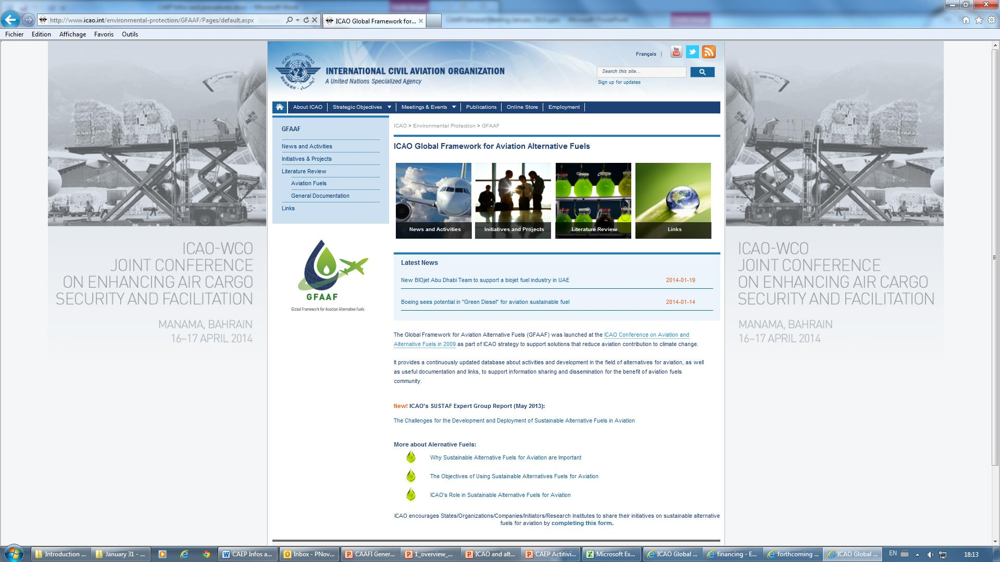 http://www.icao.int/environmental-protection/GFAAF/Pages/default.aspx
ICAO Global Framework for...
Fichier Edition Affichage Favoris Outils
ICAO · OACI · ИКАО
INTERNATIONAL CIVIL AVIATION ORGANIZATION
A United Nations Specialized Agency
Français |
You Tube
Search this site...
Sign up for updates
About ICAO
Strategic Objectives
Meetings & Events
Publications
Online Store
Employment
GFAAF
News and Activities
Initiatives & Projects
Literature Review
Aviation Fuels
General Documentation
Links
GFAAF
Global Framework for Aviation Alternative Fuels
ICAO > Environmental Protection > GFAAF
ICAO Global Framework for Aviation Alternative Fuels
News and Activities
Initiatives and Projects
Literature Review
Links
Latest News
New BIOjet Abu Dhabi Team to support a biojet fuel industry in UAE 2014-01-19
Boeing sees potential in "Green Diesel" for aviation sustainable fuel 2014-01-14
The Global Framework for Aviation Alternative Fuels (GFAAF) was launched at the ICAO Conference on Aviation and
Alternative Fuels in 2009 as part of ICAO strategy to support solutions that reduce aviation contribution to climate change.
It provides a continuously updated database about activities and development in the field of alternatives for aviation, as well
as useful documentation and links, to support information sharing and dissemination for the benefit of aviation fuels
community.
New! ICAO's SUSTAF Expert Group Report (May 2013):
The Challenges for the Development and Deployment of Sustainable Alternative Fuels in Aviation
More about Alernative Fuels:
Why Sustainable Alternative Fuels for Aviation are Important
The Objectives of Using Sustainable Alternatives Fuels for Aviation
ICAO's Role in Sustainable Alternative Fuels for Aviation
ICAO encourages States/Organizations/Companies/Initiators/Research Institutes to share their initiatives on sustainable alternative
fuels for aviation by completing this form.
ICAO-WCO
JOINT CONFERENCE
ON ENHANCING AIR CARGO
SECURITY AND FACILITATION
MANAMA, BAHRAIN
16–17 APRIL 2014
ICAO-WCO
JOINT CONFERENCE
ON ENHANCING AIR CARGO
SECURITY AND FACILITATION
MANAMA, BAHRAIN
16–17 APRIL 2014
Introduction ...
January 31 - ...
CAEP Infos a...
Inbox - PNov...
CAAFI Gener...
1_overview_...
ICAO and alt...
CAEP Actitivi...
Microsoft Ex...
ICAO Global ...
financing - E...
forthcoming ...
ICAO Global ...
EN
18:13